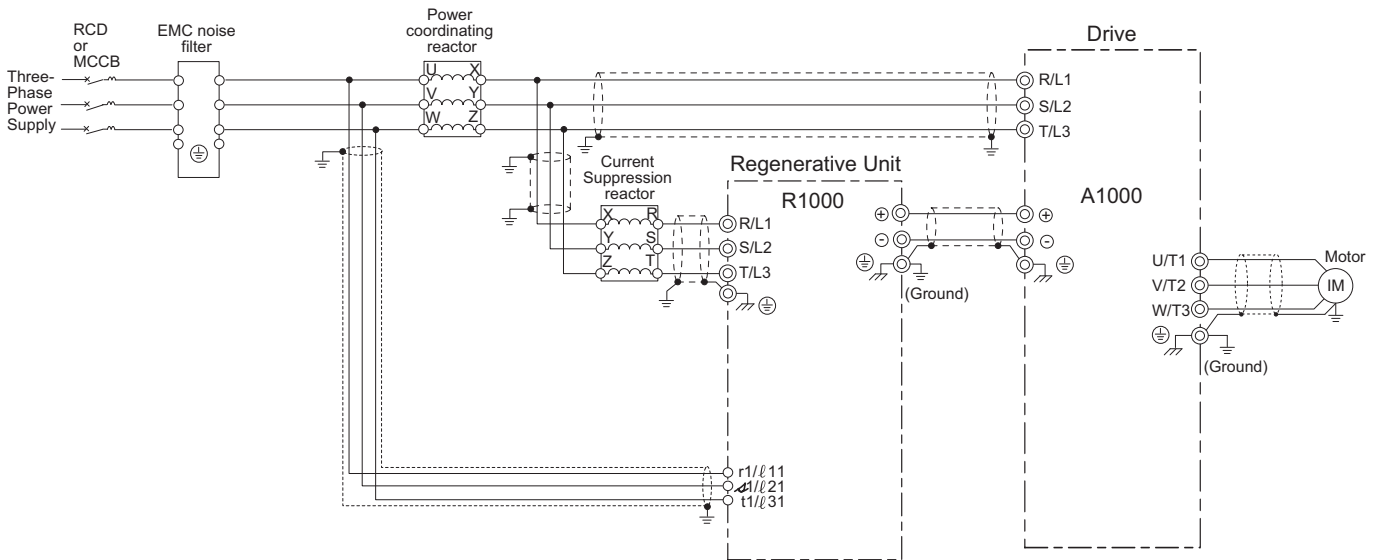 Three-
Phase
Power
Supply
RCD
or
MCCB
EMC noise
filter
Power
coordinating
reactor
U X
V Y
W Z
Current
Suppression
reactor
X R
Y S
Z T
Regenerative Unit
R1000
R/L1
S/L2
T/L3
r1/ℓ11
s1/ℓ21
t1/ℓ31
+
-
(Ground)
Drive
A1000
R/L1
S/L2
T/L3
+
-
U/T1
V/T2
W/T3
(Ground)
Motor
IM